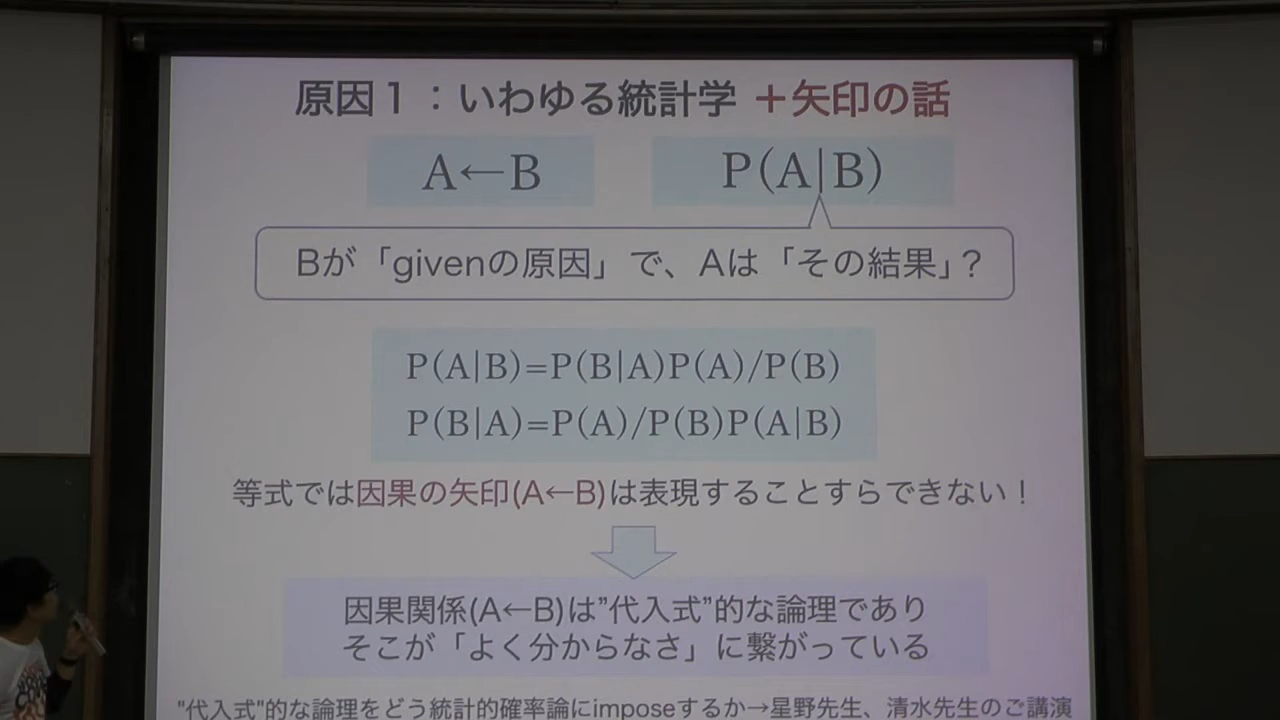 原因１：いわゆる統計学 ＋矢印の話
A←B
P(A|B)
Bが「givenの原因」で、Aは「その結果」？
P(A|B)=P(B|A)P(A)/P(B)
P(B|A)=P(A)/P(B)P(A|B)
等式では因果の矢印(A←B)は表現することすらできない！
因果関係(A←B)は”代入式”的な論理であり
そこが「よく分からなさ」に繋がっている
"代入式"的な論理をどう統計的確率論にimposeするか→星野先生、清水先生のご講演